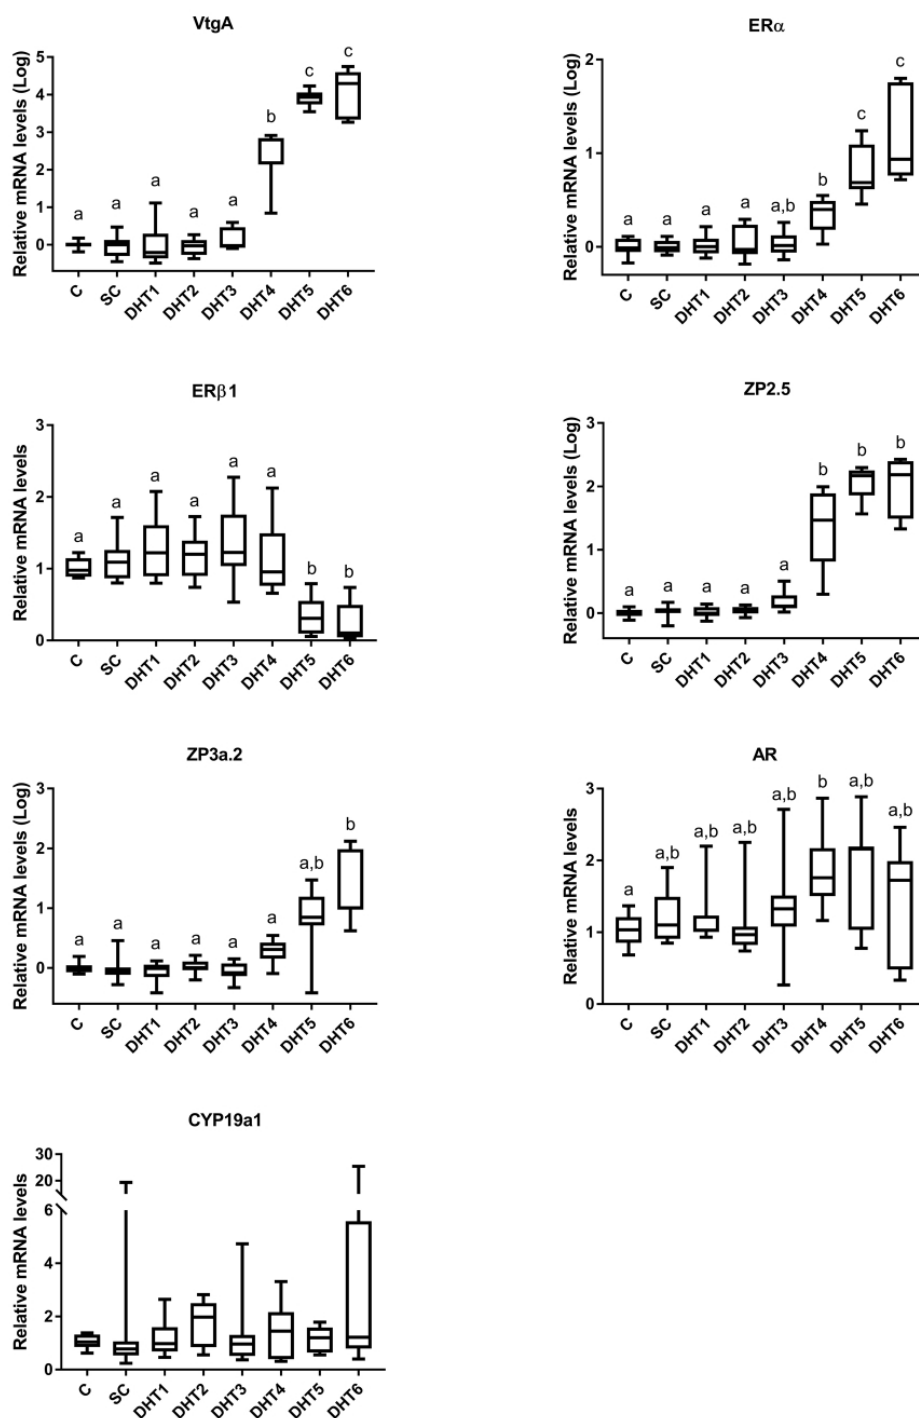 VtgA
Relative mRNA levels (Log)
5
4
3
2
1
0
a a a a a b c c
C SC DHT1 DHT2 DHT3 DHT4 DHT5 DHT6
ERα
Relative mRNA levels (Log)
2
1
0
a a a a a,b b c c
C SC DHT1 DHT2 DHT3 DHT4 DHT5 DHT6
ERβ1
Relative mRNA levels
3
2
1
0
a a a a a a b b
C SC DHT1 DHT2 DHT3 DHT4 DHT5 DHT6
ZP2.5
Relative mRNA levels (Log)
3
2
1
0
a a a a a b b b
C SC DHT1 DHT2 DHT3 DHT4 DHT5 DHT6
ZP3a.2
Relative mRNA levels (Log)
3
2
1
0
a a a a a a a,b b
C SC DHT1 DHT2 DHT3 DHT4 DHT5 DHT6
AR
Relative mRNA levels
3
2
1
0
a a,b a,b a,b a,b b a,b a,b
C SC DHT1 DHT2 DHT3 DHT4 DHT5 DHT6
CYP19a1
Relative mRNA levels
30
20
6
4
2
0
C SC DHT1 DHT2 DHT3 DHT4 DHT5 DHT6